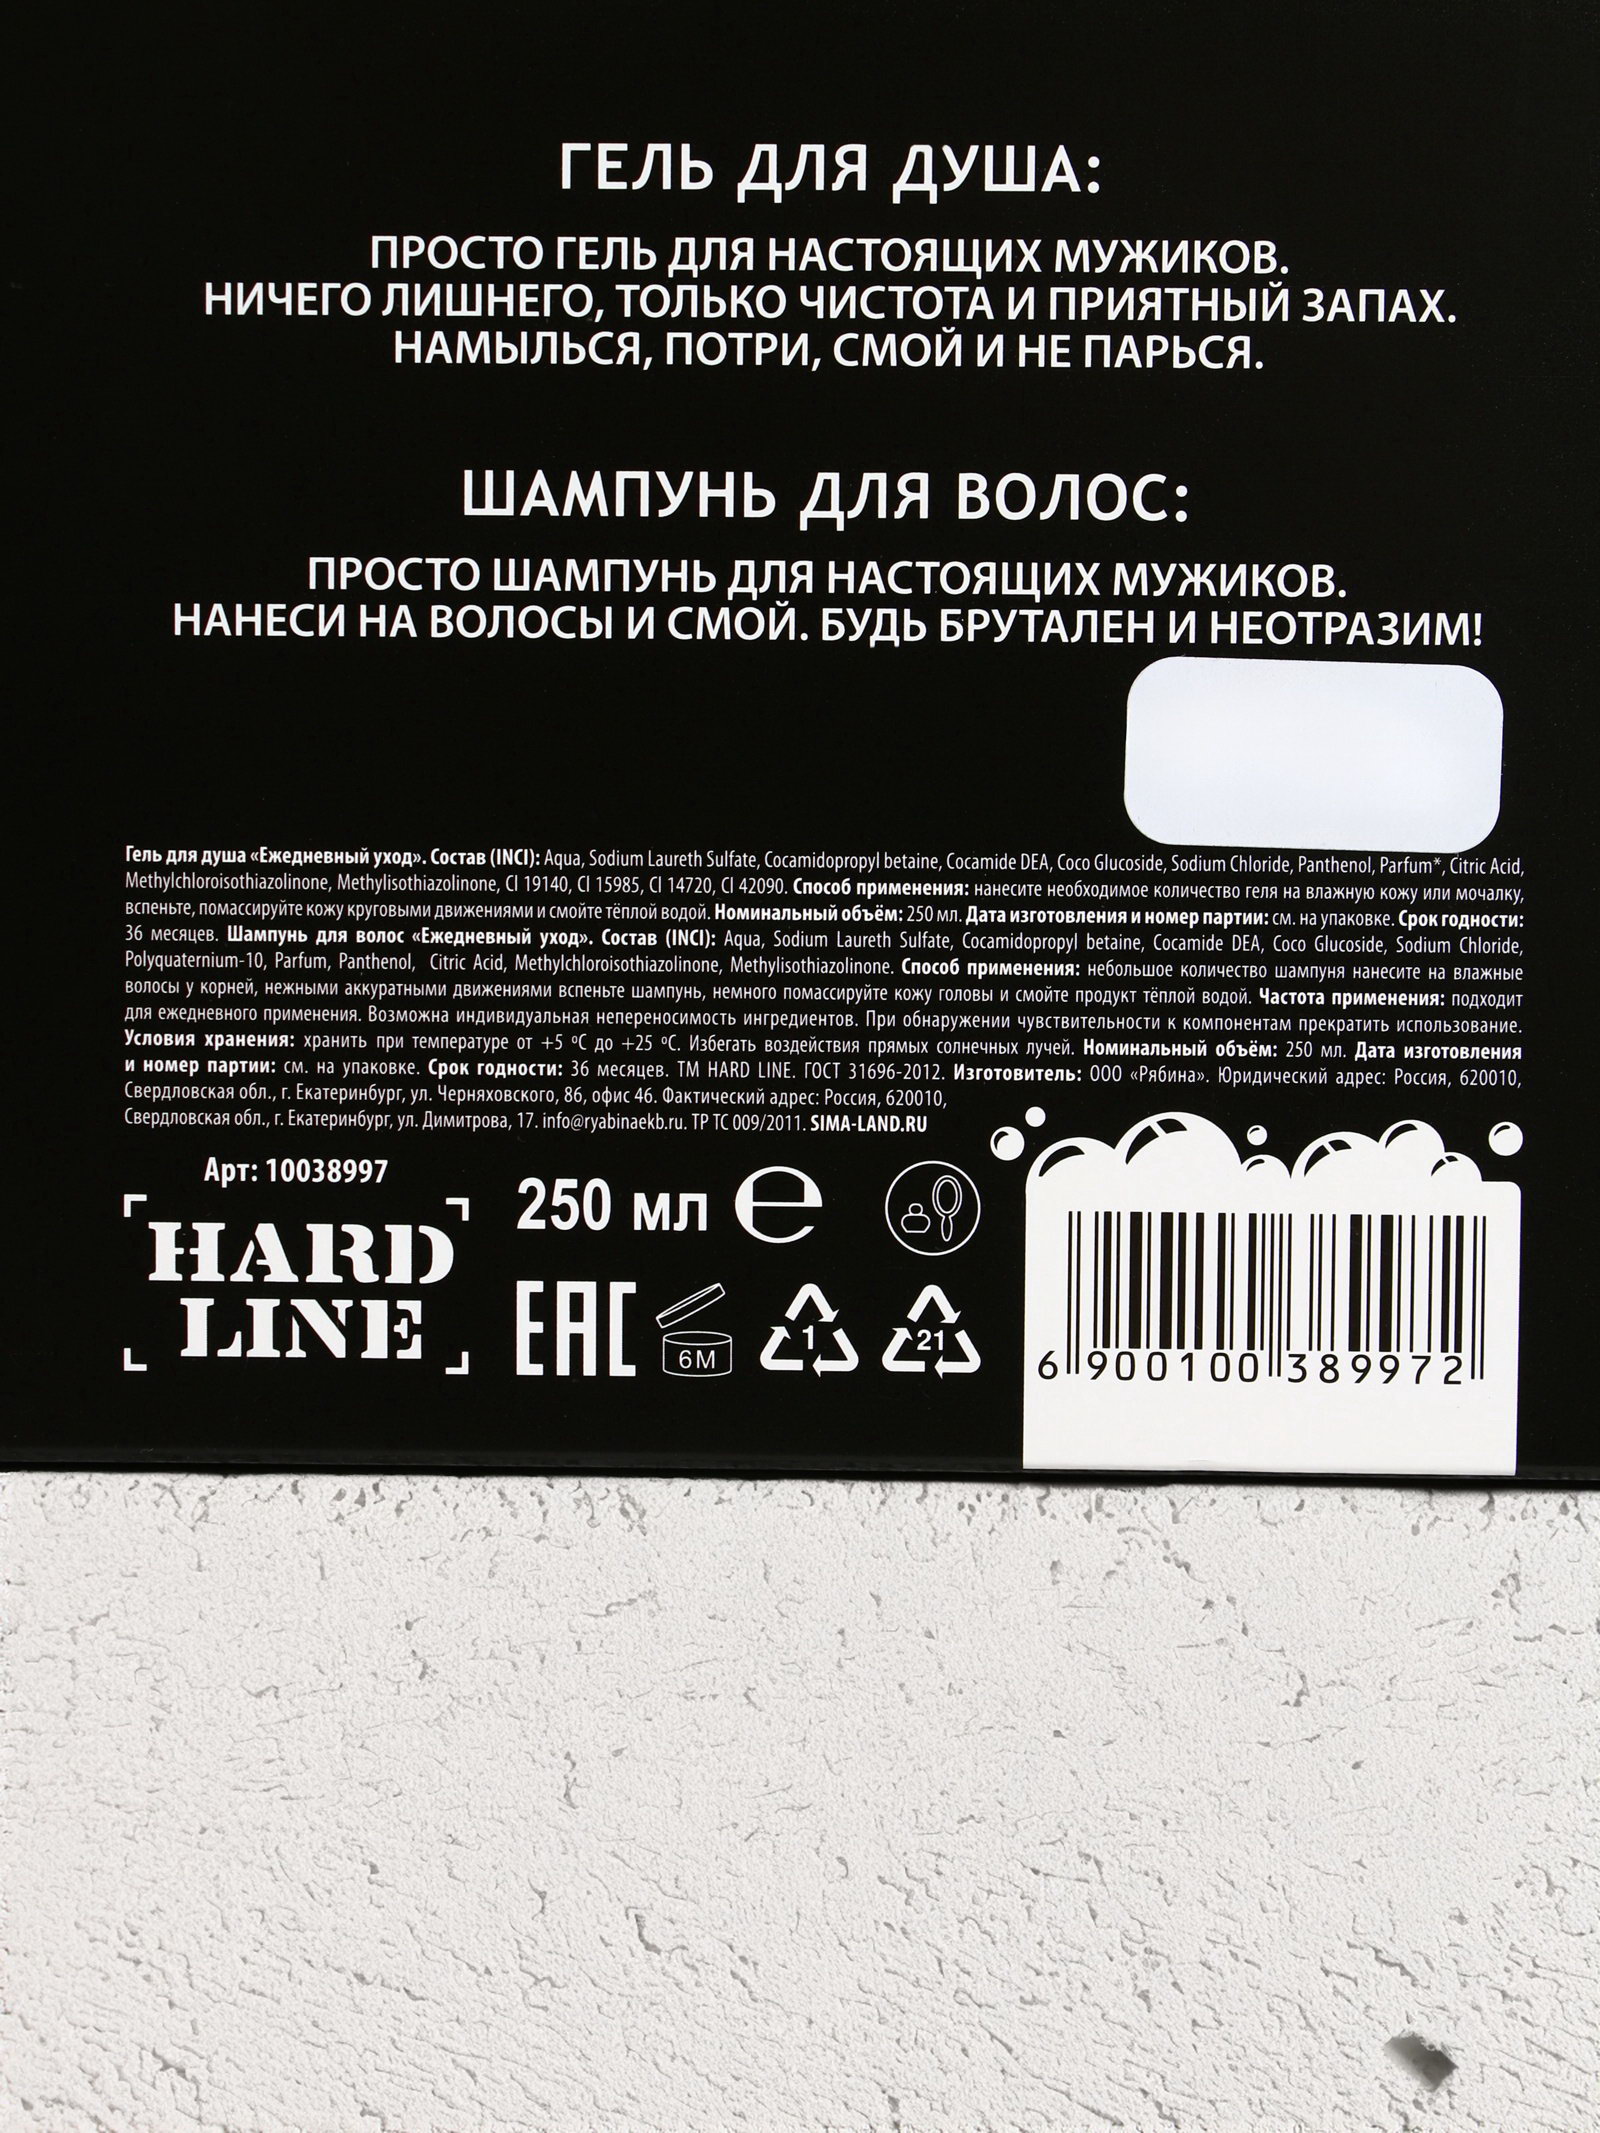 ГЕЛЬ ДЛЯ ДУША:
ПРОСТО ГЕЛЬ ДЛЯ НАСТОЯЩИХ МУЖИКОВ.
НИЧЕГО ЛИШНЕГО, ТОЛЬКО ЧИСТОТА И ПРИЯТНЫЙ ЗАПАХ.
НАМЫЛЬСЯ, ПОТРИ, СМОЙ И НЕ ПАРЬСЯ.
ШАМПУНЬ ДЛЯ ВОЛОС:
ПРОСТО ШАМПУНЬ ДЛЯ НАСТОЯЩИХ МУЖИКОВ.
НАНЕСИ НА ВОЛОСЫ И СМОЙ. БУДЬ БРУТАЛЕН И НЕОТРАЗИМ!
Гель для душа «Ежедневный уход». Состав (INCI): Aqua, Sodium Laureth Sulfate, Cocamidopropyl betaine, Cocamide DEA, Coco Glucoside, Sodium Chloride, Panthenol, Parfum*, Citric Acid,
Methylchloroisothiazolinone, Methylisothiazolinone, CI 19140, CI 15985, CI 14720, CI 42090. Способ применения: нанесите необходимое количество геля на влажную кожу или мочалку,
вспеньте, помассируйте кожу круговыми движениями и смойте тёплой водой. Номинальный объём: 250 мл. Дата изготовления и номер партии: см. на упаковке. Срок годности:
36 месяцев. Шампунь для волос «Ежедневный уход». Состав (INCI): Aqua, Sodium Laureth Sulfate, Cocamidopropyl betaine, Cocamide DEA, Coco Glucoside, Sodium Chloride,
Polyquaternium-10, Parfum, Panthenol, Citric Acid, Methylchloroisothiazolinone, Methylisothiazolinone. Способ применения: небольшое количество шампуня нанесите на влажные
волосы у корней, нежными аккуратными движениями вспеньте шампунь, немного помассируйте кожу головы и смойте продукт тёплой водой. Частота применения: подходит
для ежедневного применения. Возможна индивидуальная непереносимость ингредиентов. При обнаружении чувствительности к компонентам прекратить использование.
Условия хранения: хранить при температуре от +5 ºC до +25 ºC. Избегать воздействия прямых солнечных лучей. Номинальный объём: 250 мл. Дата изготовления
и номер партии: см. на упаковке. Срок годности: 36 месяцев. ТМ HARD LINE. ГОСТ 31696-2012. Изготовитель: ООО «Рябина». Юридический адрес: Россия, 620010,
Свердловская обл., г. Екатеринбург, ул. Черняховского, 86, офис 46. Фактический адрес: Россия, 620010,
Свердловская обл., г. Екатеринбург, ул. Димитрова, 17. info@ryabinaekb.ru. ТР ТС 009/2011. SIMA-LAND.RU
Арт: 10038997
HARD
LINE
250 мл ℮
EAC
6M
1
21
6 900100 389972